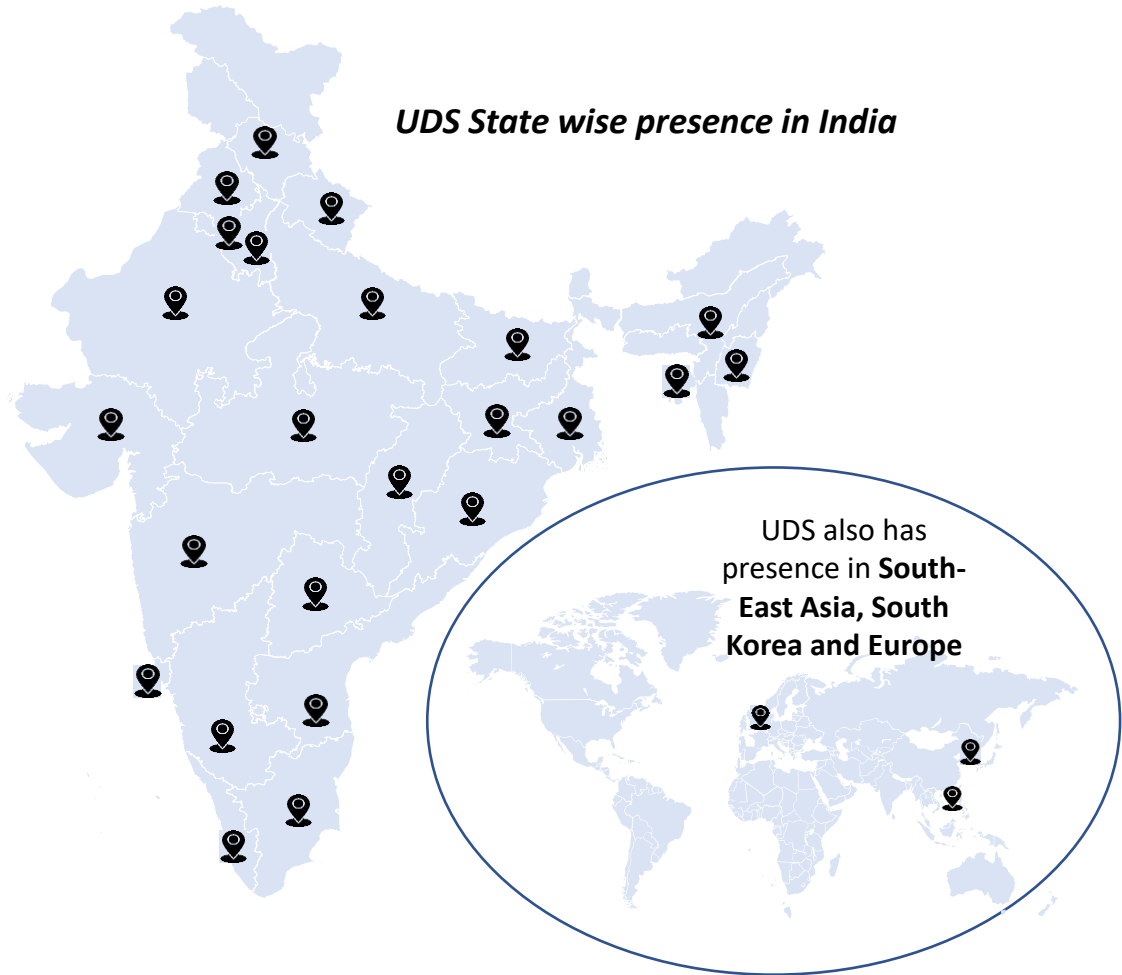 UDS State wise presence in India
UDS also has
presence in South-
East Asia, South
Korea and Europe